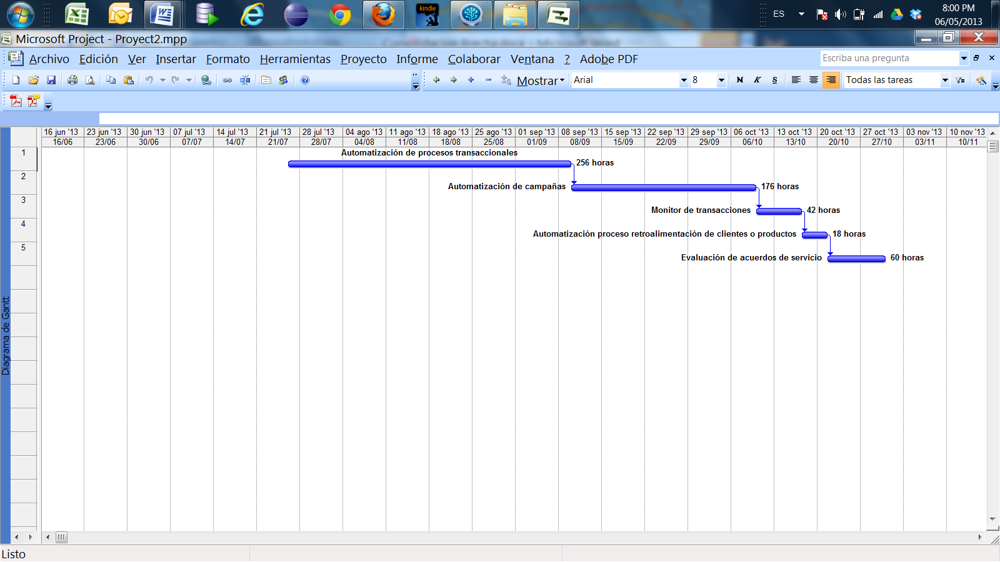 kindle
ES
8:00 PM
06/05/2013
Microsoft Project - Proyect2.mpp
Archivo Edición Ver Insertar Formato Herramientas Proyecto Informe Colaborar Ventana ? Adobe PDF
Escriba una pregunta
Mostrar
Arial
8
N K S
Todas las tareas
16 jun '13 23 jun '13 30 jun '13 07 jul '13 14 jul '13 21 jul '13 28 jul '13 04 ago '13 11 ago '13 18 ago '13 25 ago '13 01 sep '13 08 sep '13 15 sep '13 22 sep '13 29 sep '13 06 oct '13 13 oct '13 20 oct '13 27 oct '13 03 nov '13 10 nov '13
16/06 23/06 30/06 07/07 14/07 21/07 28/07 04/08 11/08 18/08 25/08 01/09 08/09 15/09 22/09 29/09 06/10 13/10 20/10 27/10 03/11 10/11
1 Automatización de procesos transaccionales
256 horas
2 Automatización de campañas 176 horas
3 Monitor de transacciones 42 horas
4 Automatización proceso retroalimentación de clientes o productos 18 horas
5 Evaluación de acuerdos de servicio 60 horas
Diagrama de Gantt
Listo